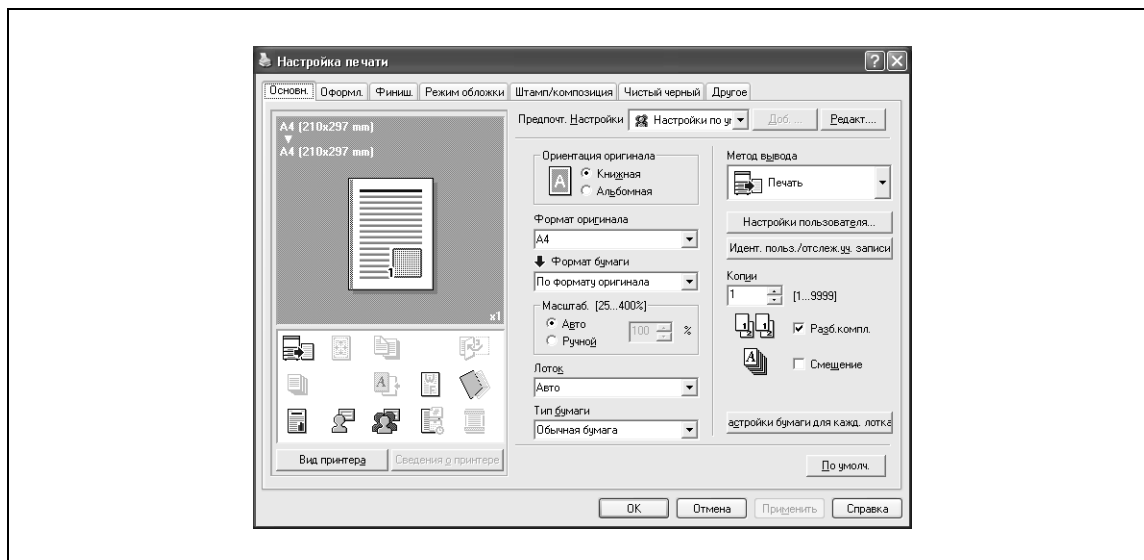 Настройка печати
Основн. Оформл. Финиш. Режим обложки Штамп/композиция Чистый черный Другое
A4 (210x297 mm)
A4 (210x297 mm)
1
x1
Вид принтера Сведения о принтере
Предпочт. Настройки Настройки по у Доб. ... Редакт....
Ориентация оригинала
A
Книжная
Альбомная
Формат оригинала
A4
Формат бумаги
По формату оригинала
Масштаб. [25...400%]
Авто
Ручной
100 %
Лоток
Авто
Тип бумаги
Обычная бумага
Метод вывода
Печать
Настройки пользователя...
Идент. польз./отслеж.уч. записи
Копии
1 [1...9999]
Разб.компл.
Смещение
астройки бумаги для кажд. лотка
По умолч.
OK Отмена Применить Справка